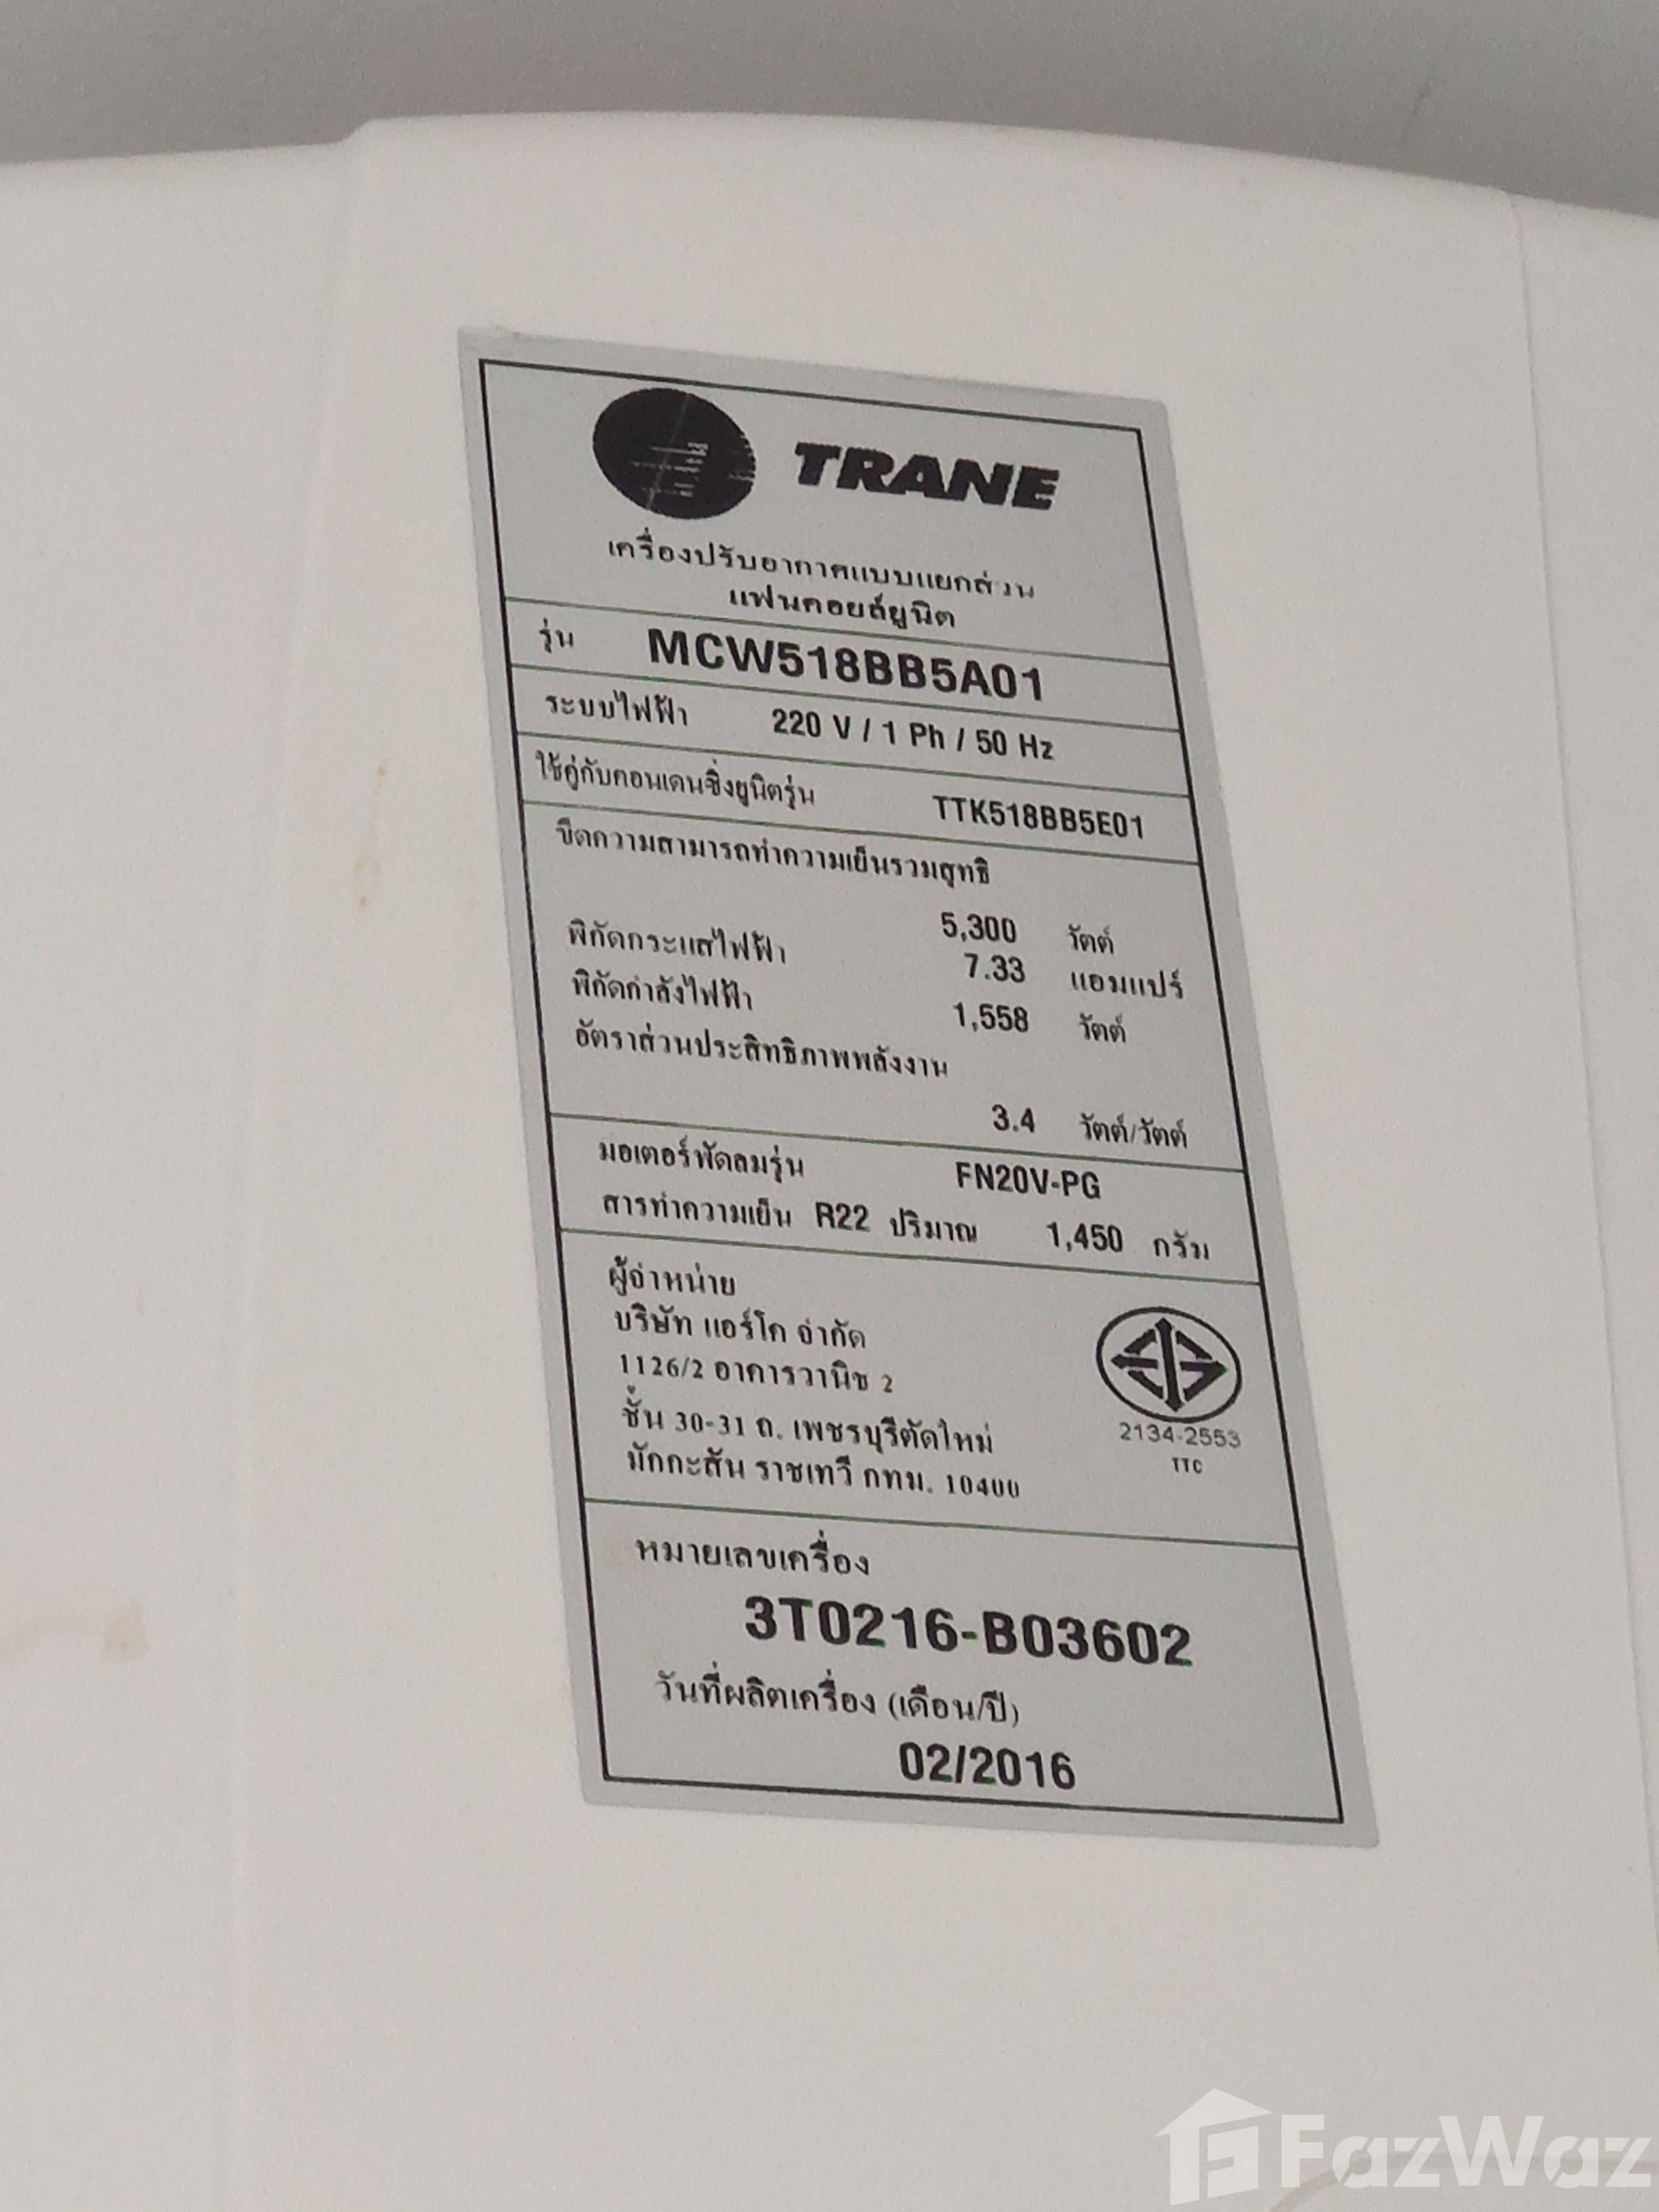 TRANE
เครื่องปรับอากาศแบบแยกส่วน
แฟนคอยล์ยูนิต
รุ่น MCW518BB5A01
ระบบไฟฟ้า 220 V / 1 Ph / 50 Hz
ใช้คู่กับคอนเดนซิ่งยูนิตรุ่น TTK518BB5E01
ขีดความสามารถทำความเย็นรวมสุทธิ
5,300 วัตต์
พิกัดกระแสไฟฟ้า 7.33 แอมแปร์
พิกัดกำลังไฟฟ้า 1,558 วัตต์
อัตราส่วนประสิทธิภาพพลังงาน
3.4 วัตต์/วัตต์
มอเตอร์พัดลมรุ่น FN20V-PG
สารทำความเย็น R22 ปริมาณ 1,450 กรัม
ผู้จำหน่าย
บริษัท แอร์โค จำกัด
1126/2 อาคารวานิช 2
ชั้น 30-31 ถ. เพชรบุรีตัดใหม่
มักกะสัน ราชเทวี กทม. 10400
2134-2553
TTC
หมายเลขเครื่อง
3T0216-B03602
วันที่ผลิตเครื่อง (เดือน/ปี)
02/2016
FazWaz